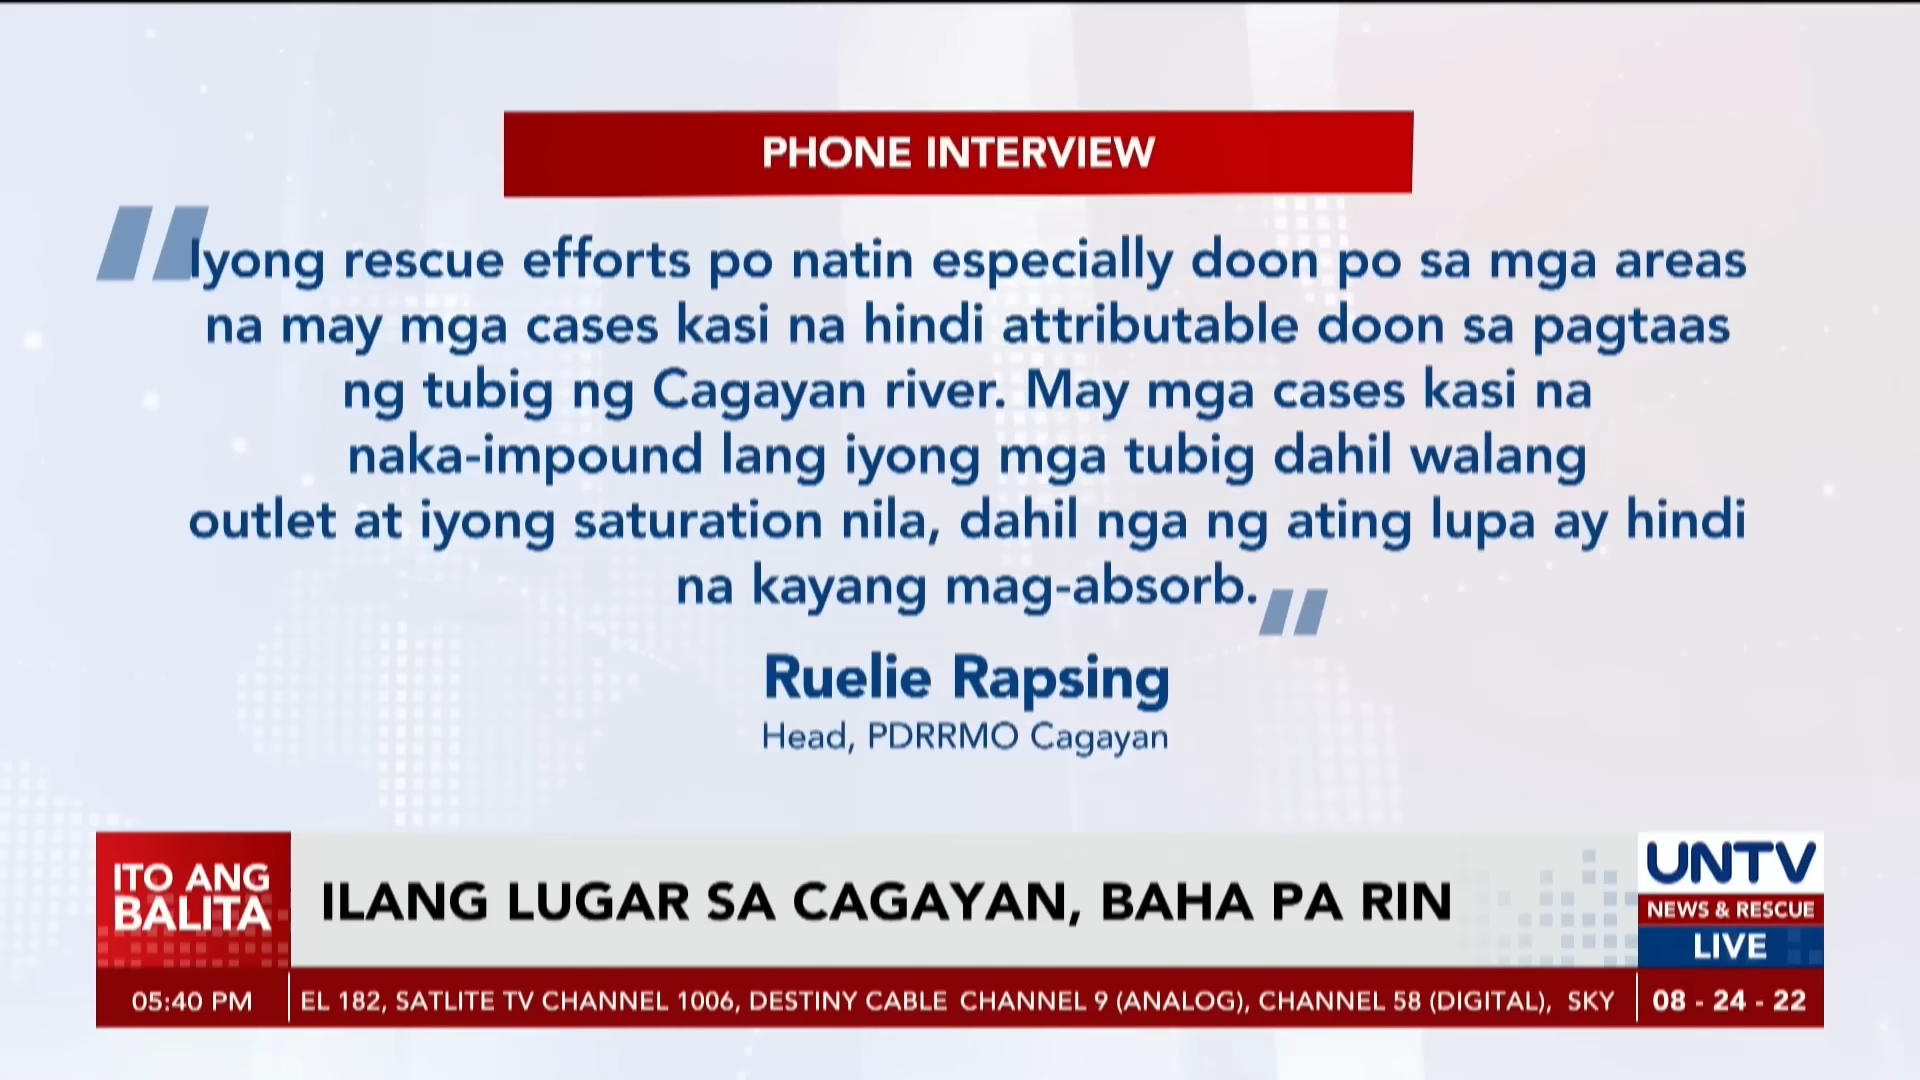 PHONE INTERVIEW
Iyong rescue efforts po natin especially doon po sa mga areas
na may mga cases kasi na hindi attributable doon sa pagtaas
ng tubig ng Cagayan river. May mga cases kasi na
naka-impound lang iyong mga tubig dahil walang
outlet at iyong saturation nila, dahil nga ng ating lupa ay hindi
na kayang mag-absorb.
Ruelie Rapsing
Head, PDRRMO Cagayan
ITO ANG
BALITA
ILANG LUGAR SA CAGAYAN, BAHA PA RIN
UNTV
NEWS & RESCUE
LIVE
05:40 PM
EL 182, SATLITE TV CHANNEL 1006, DESTINY CABLE CHANNEL 9 (ANALOG), CHANNEL 58 (DIGITAL), SKY
08 - 24 - 22